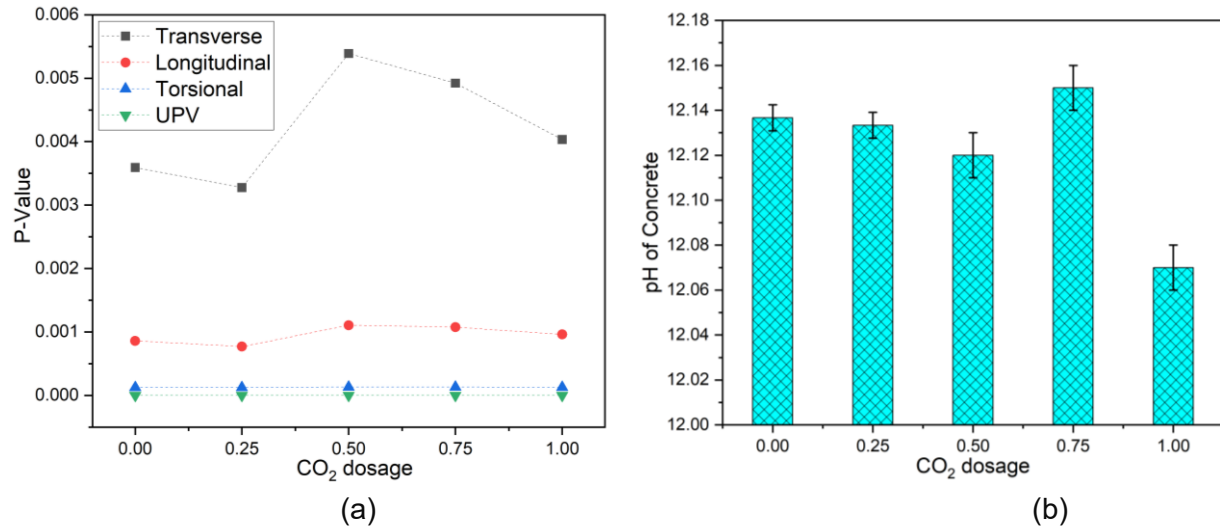 0.006
0.005
0.004
0.003
0.002
0.001
0.000
P-Value
Transverse
Longitudinal
Torsional
UPV
0.00 0.25 0.50 0.75 1.00
CO₂ dosage
(a)
12.18
12.16
12.14
12.12
12.10
12.08
12.06
12.04
12.02
12.00
pH of Concrete
0.00 0.25 0.50 0.75 1.00
CO₂ dosage
(b)